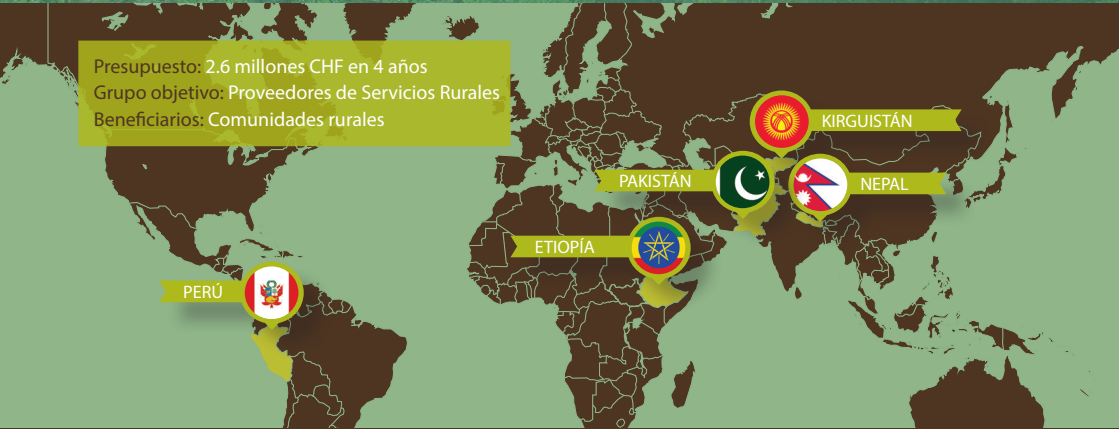 Presupuesto: 2.6 millones CHF en 4 años
Grupo objetivo: Proveedores de Servicios Rurales
Beneficiarios: Comunidades rurales
KIRGUISTÁN
PAKISTÁN
NEPAL
ETIOPÍA
PERÚ